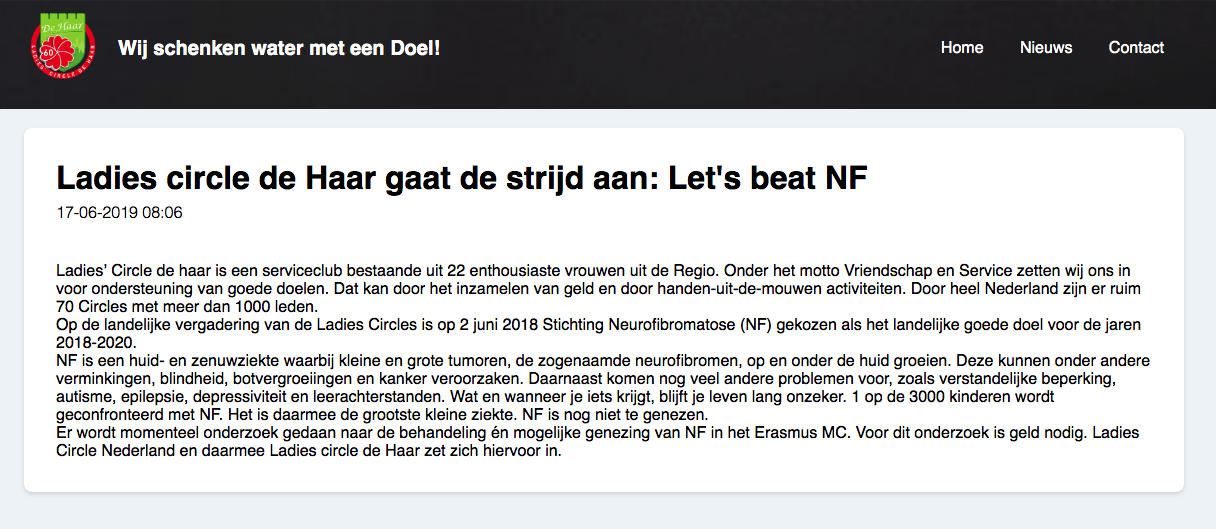 De Haar
60
LADIES CIRCLE DE HAAR
Wij schenken water met een Doel!
Home Nieuws Contact
Ladies circle de Haar gaat de strijd aan: Let's beat NF
17-06-2019 08:06
Ladies’ Circle de haar is een serviceclub bestaande uit 22 enthousiaste vrouwen uit de Regio. Onder het motto Vriendschap en Service zetten wij ons in
voor ondersteuning van goede doelen. Dat kan door het inzamelen van geld en door handen-uit-de-mouwen activiteiten. Door heel Nederland zijn er ruim
70 Circles met meer dan 1000 leden.
Op de landelijke vergadering van de Ladies Circles is op 2 juni 2018 Stichting Neurofibromatose (NF) gekozen als het landelijke goede doel voor de jaren
2018-2020.
NF is een huid- en zenuwziekte waarbij kleine en grote tumoren, de zogenaamde neurofibromen, op en onder de huid groeien. Deze kunnen onder andere
verminkingen, blindheid, botvergroeiingen en kanker veroorzaken. Daarnaast komen nog veel andere problemen voor, zoals verstandelijke beperking,
autisme, epilepsie, depressiviteit en leerachterstanden. Wat en wanneer je iets krijgt, blijft je leven lang onzeker. 1 op de 3000 kinderen wordt
geconfronteerd met NF. Het is daarmee de grootste kleine ziekte. NF is nog niet te genezen.
Er wordt momenteel onderzoek gedaan naar de behandeling én mogelijke genezing van NF in het Erasmus MC. Voor dit onderzoek is geld nodig. Ladies
Circle Nederland en daarmee Ladies circle de Haar zet zich hiervoor in.